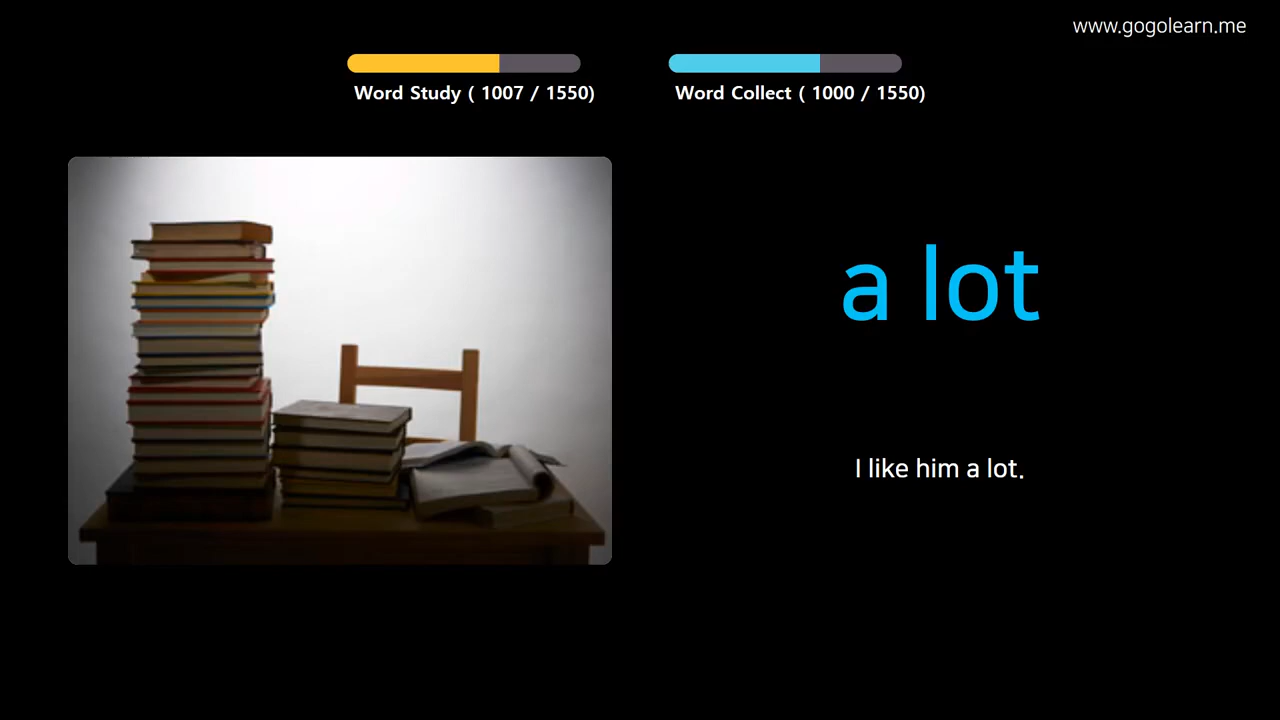 www.gogolearn.me
Word Study ( 1007 / 1550)
Word Collect ( 1000 / 1550)
a lot
I like him a lot.